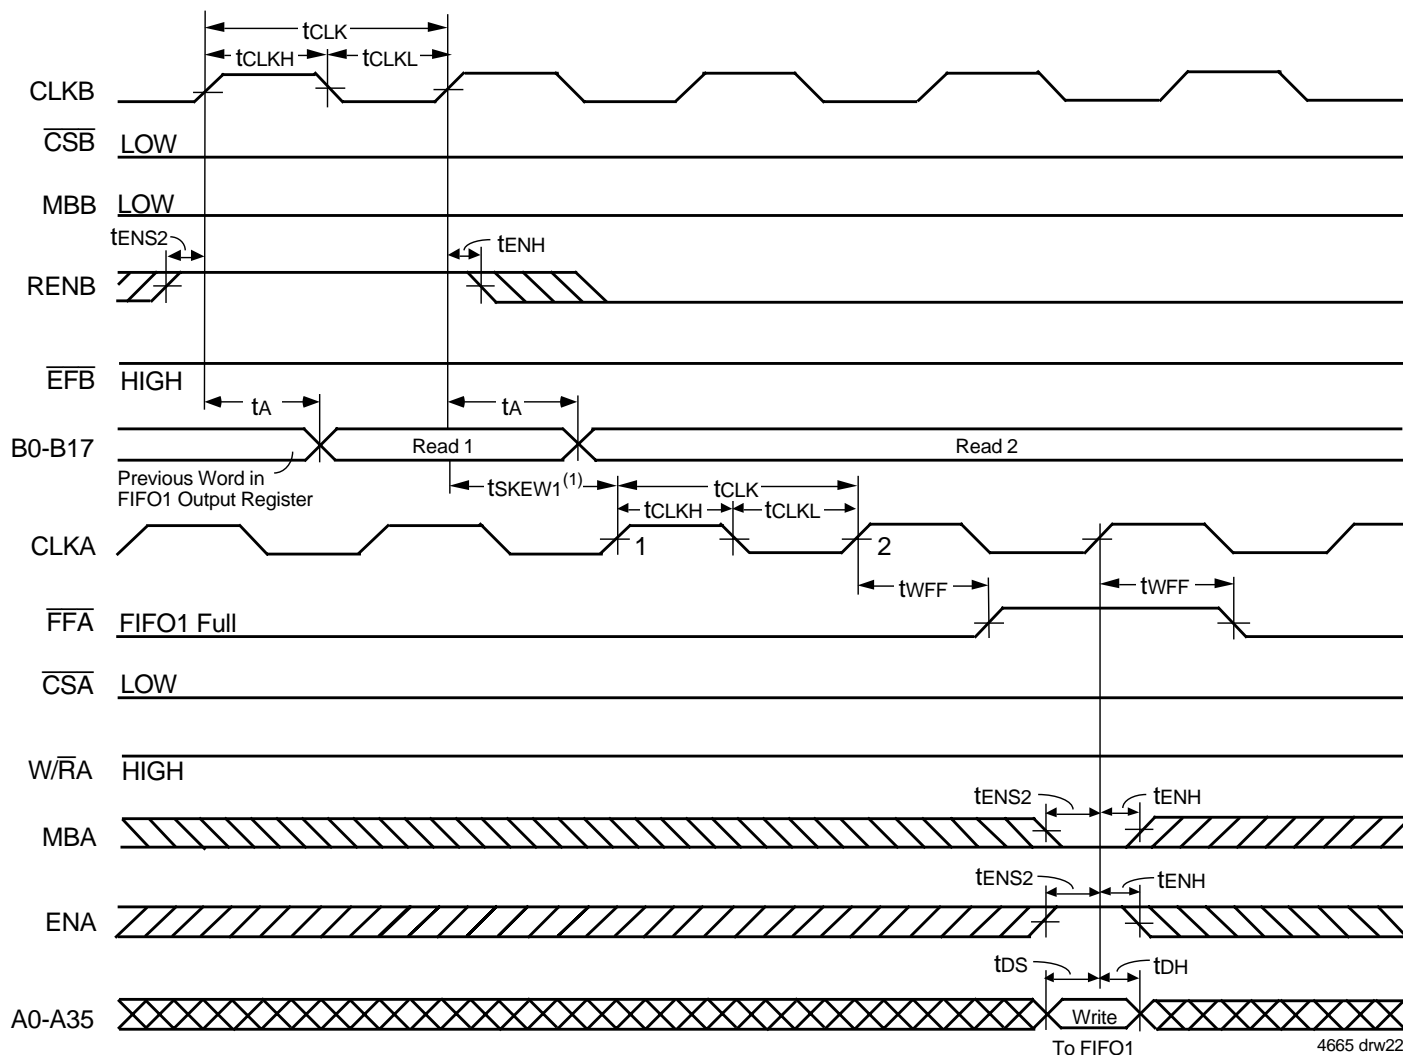 tCLK
tCLKH tCLKL
CLKB
CSB LOW
MBB LOW
tENS2 tENH
RENB
EFB HIGH
tA tA
B0-B17 Read 1 Read 2
Previous Word in
FIFO1 Output Register
tSKEW1(1) tCLK
tCLKH tCLKL
CLKA 1 2
tWFF tWFF
FFA FIFO1 Full
CSA LOW
W/RA HIGH
tENS2 tENH
MBA
tENS2 tENH
ENA
tDS tDH
A0-A35 Write
To FIFO1
4665 drw22